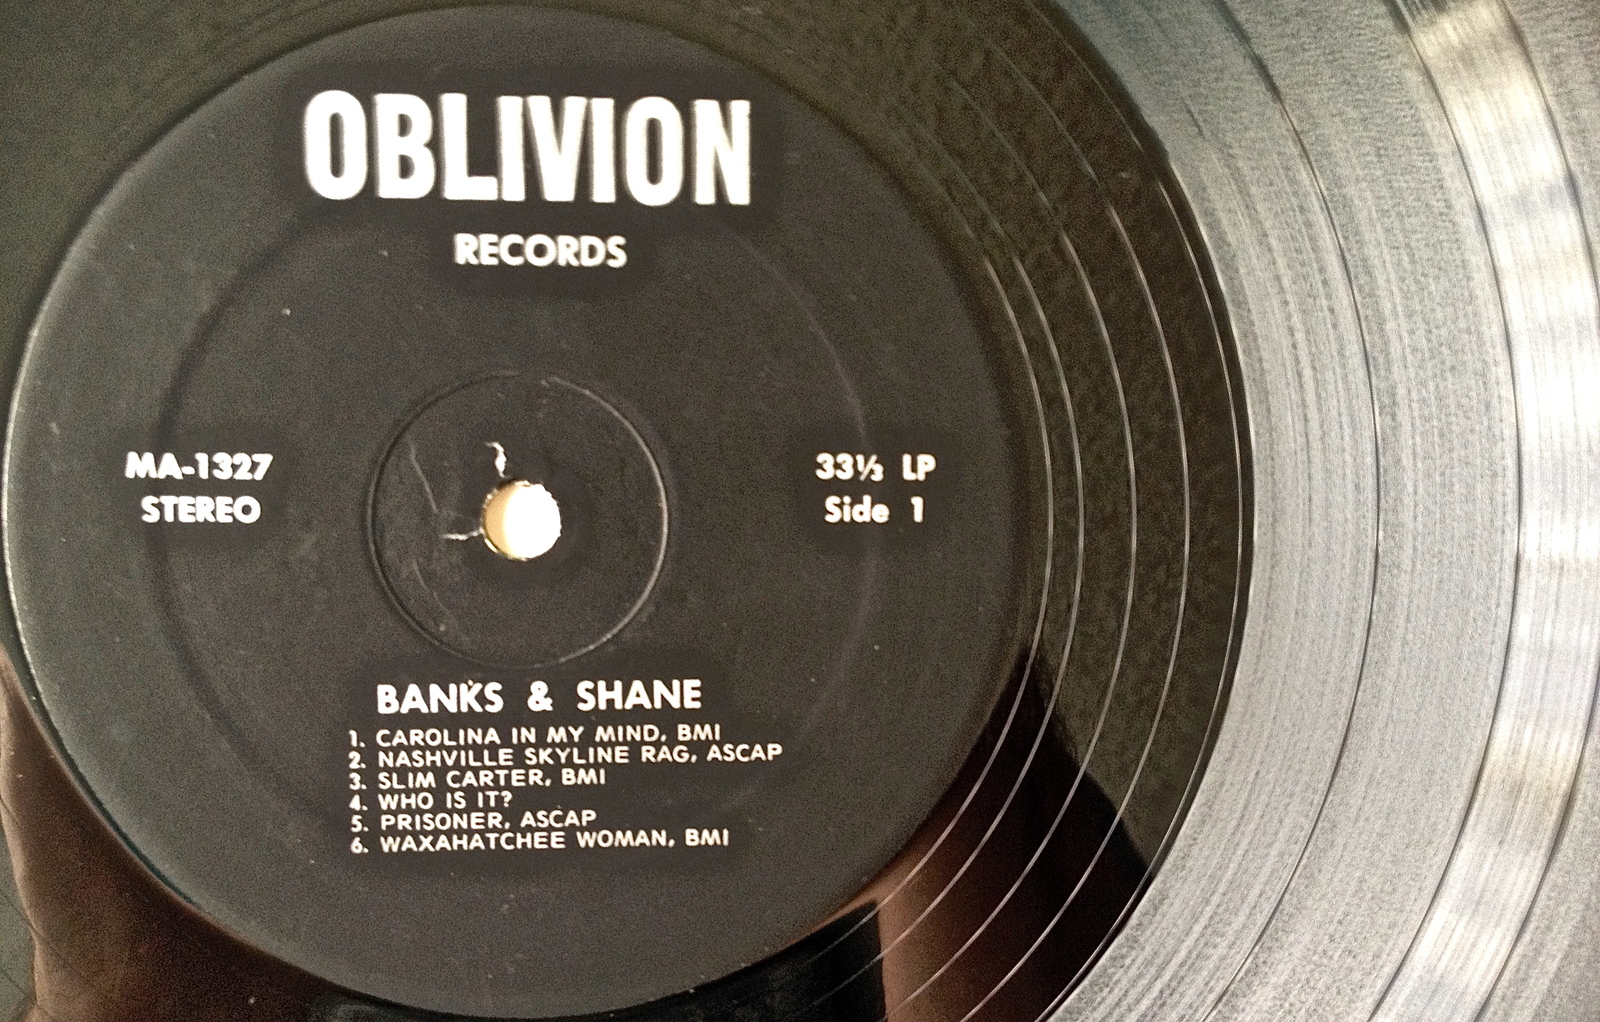 OBLIVION
RECORDS
MA-1327
STEREO
33⅓ LP
Side 1
BANKS & SHANE
1. CAROLINA IN MY MIND, BMI
2. NASHVILLE SKYLINE RAG, ASCAP
3. SLIM CARTER, BMI
4. WHO IS IT?
5. PRISONER, ASCAP
6. WAXAHATCHEE WOMAN, BMI